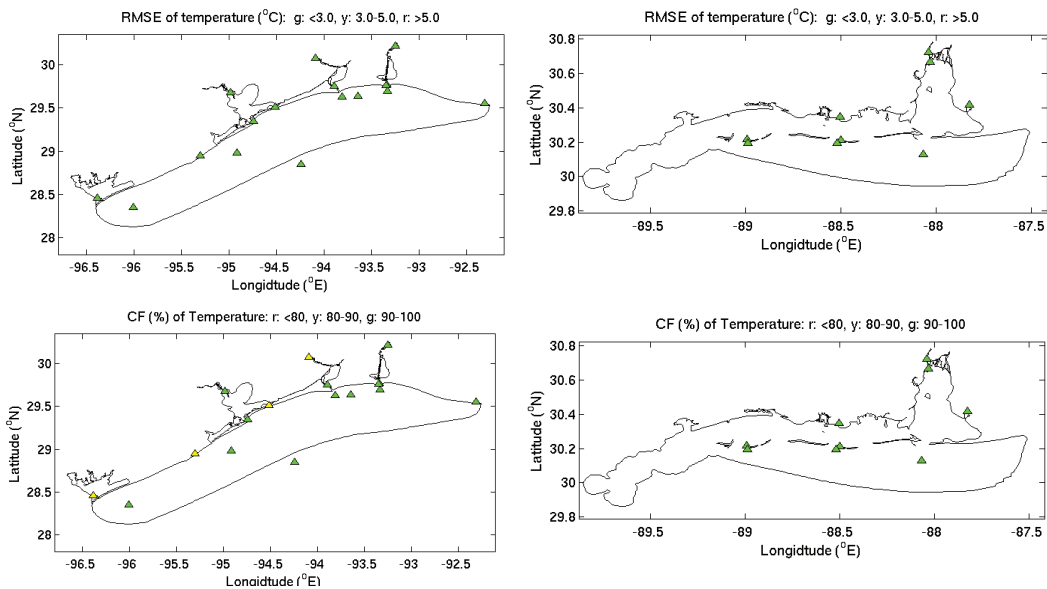 RMSE of temperature (°C): g: <3.0, y: 3.0-5.0, r: >5.0
30
29.5
29
28.5
28
Latitude (°N)
-96.5 -96 -95.5 -95 -94.5 -94 -93.5 -93 -92.5
Longidtude (°E)
RMSE of temperature (°C): g: <3.0, y: 3.0-5.0, r: >5.0
30.8
30.6
30.4
30.2
30
29.8
Latitude (°N)
-89.5 -89 -88.5 -88 -87.5
Longidtude (°E)
CF (%) of Temperature: r: <80, y: 80-90, g: 90-100
30
29.5
29
28.5
28
Latitude (°N)
-96.5 -96 -95.5 -95 -94.5 -94 -93.5 -93 -92.5
Longidtude (°E)
CF (%) of Temperature: r: <80, y: 80-90, g: 90-100
30.8
30.6
30.4
30.2
30
29.8
Latitude (°N)
-89.5 -89 -88.5 -88 -87.5
Longidtude (°E)